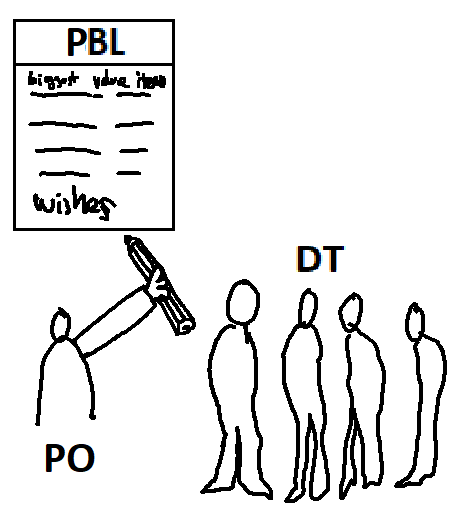 PBL
biggest value items
wishes
DT
PO